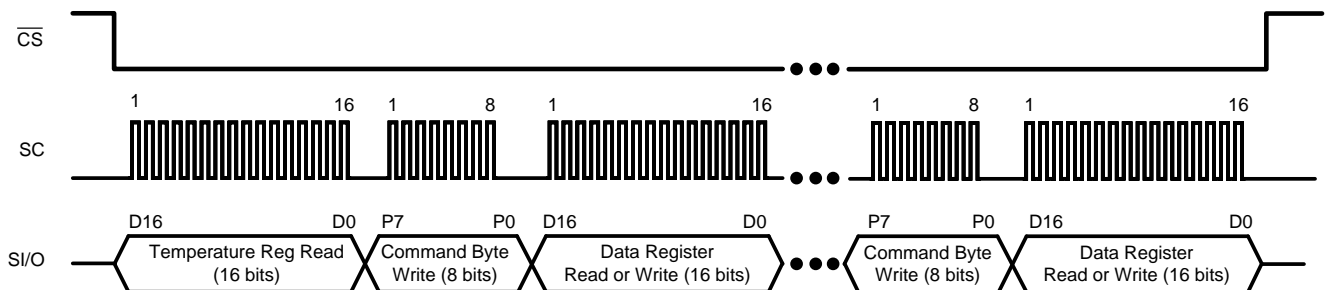 CS
1 16 1 8 1 16 1 8 1 16
SC
D16 D0 P7 P0 D16 D0 P7 P0 D16 D0
SI/O
Temperature Reg Read
(16 bits)
Command Byte
Write (8 bits)
Data Register
Read or Write (16 bits)
Command Byte
Write (8 bits)
Data Register
Read or Write (16 bits)